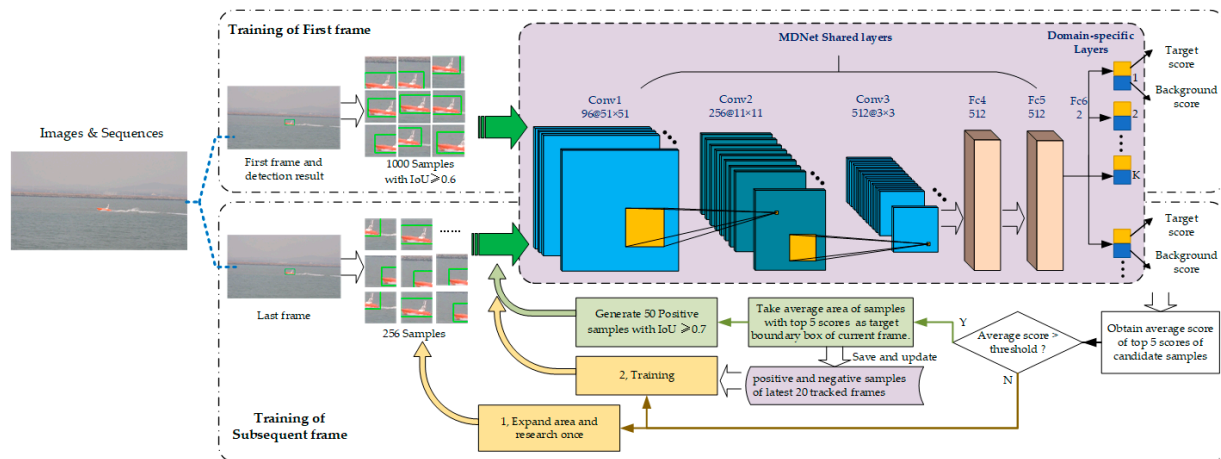 Training of First frame
MDNet Shared layers
Domain-specific
Layers
Target
score
1
Background
score
Images & Sequences
Conv1
96@51×51
Conv2
256@11×11
Conv3
512@3×3
Fc4
512
Fc5
512
Fc6
2
2
K
First frame and
detection result
1000 Samples
with IoU⩾0.6
Target
score
Background
score
Last frame
256 Samples
Generate 50 Positive
samples with IoU ⩾0.7
Take average area of samples
with top 5 scores as target
boundary box of current frame.
Y
Average score >
threshold ?
N
Obtain average score
of top 5 scores of
candidate samples
Save and update
2, Training
positive and negative samples
of latest 20 tracked frames
1, Expand area and
research once
Training of
Subsequent frame